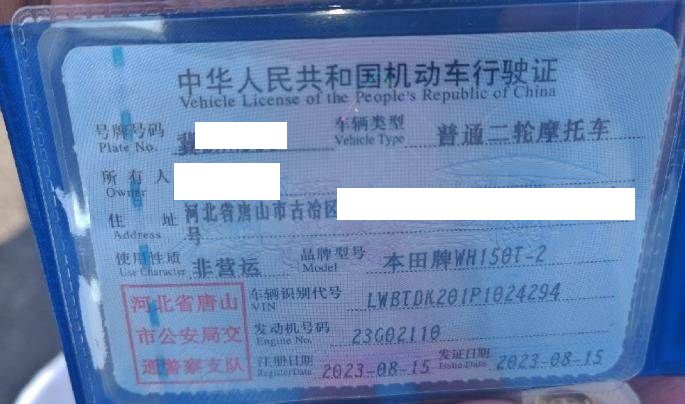 中华人民共和国机动车行驶证
Vehicle License of the People's Republic of China
号牌号码 冀 车辆类型 普通二轮摩托车
Plate No. Vehicle Type
所有人
Owner
住址 河北省唐山市古冶区
Address 号
使用性质 非营运 品牌型号 本田牌WH150T-2
Use Character Model
河北省唐山 车辆识别代号 LWBTDK201P1024294
VIN
市公安局交 发动机号码 23G02110
Engine No.
通警察支队 注册日期 2023-08-15 发证日期 2023-08-15
Register Date Issue Date